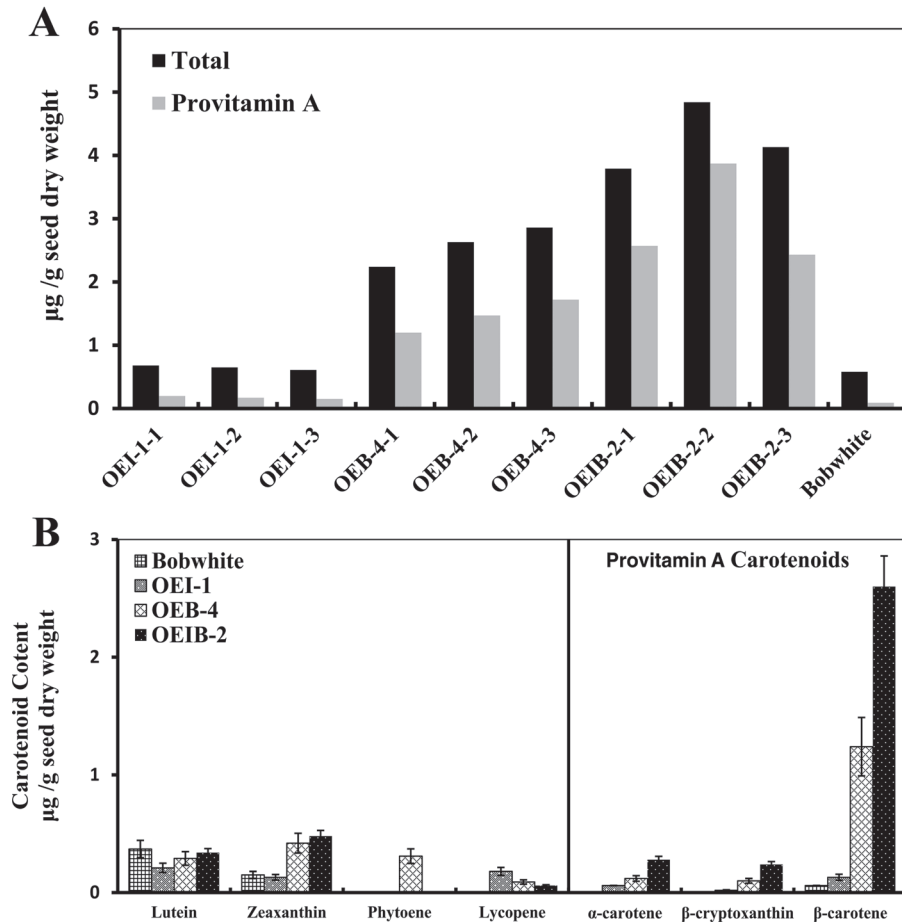 A
6
5
4
3
2
1
0
µg /g seed dry weight
Total
Provitamin A
OEI-1-1
OEI-1-2
OEI-1-3
OEB-4-1
OEB-4-2
OEB-4-3
OEIB-2-1
OEIB-2-2
OEIB-2-3
Bobwhite
B
3
2
1
0
Carotenoid Cotent
µg /g seed dry weight
Bobwhite
OEI-1
OEB-4
OEIB-2
Provitamin A Carotenoids
Lutein
Zeaxanthin
Phytoene
Lycopene
α-carotene
β-cryptoxanthin
β-carotene